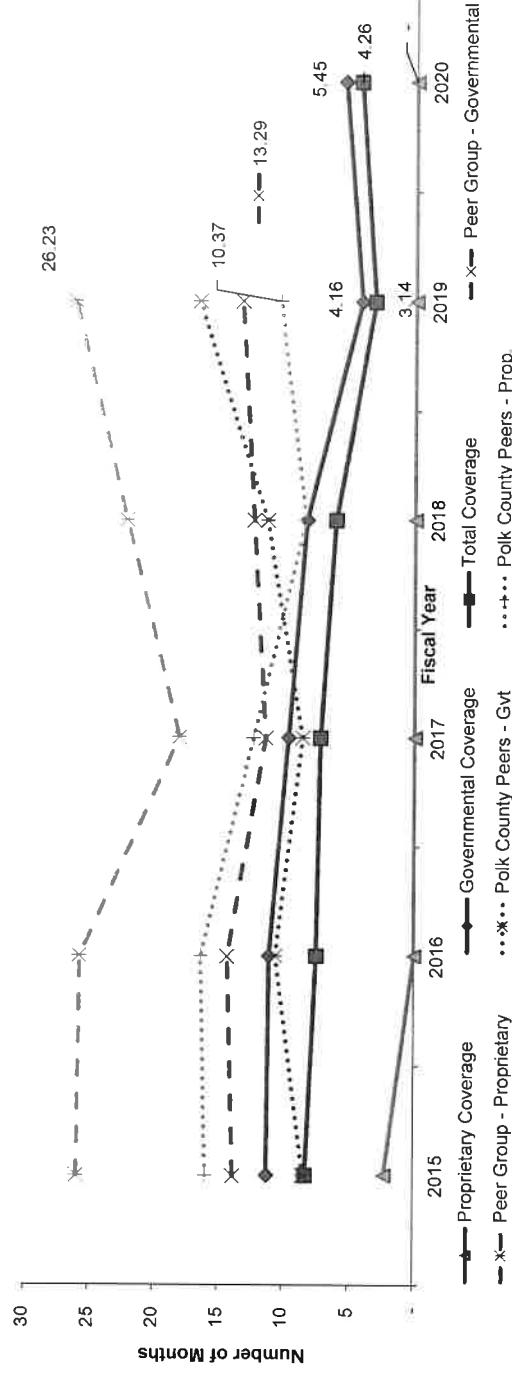 30
25
20
15
10
5
-
Number of Months
26.23
10.37
13.29
4.16
3.14
5.45
4.26
-
2015
2016
2017
2018
2019
2020
Fiscal Year
Proprietary Coverage
Governmental Coverage
Total Coverage
Peer Group - Governmental
Peer Group - Proprietary
Polk County Peers - Gvt
Polk County Peers - Prop.